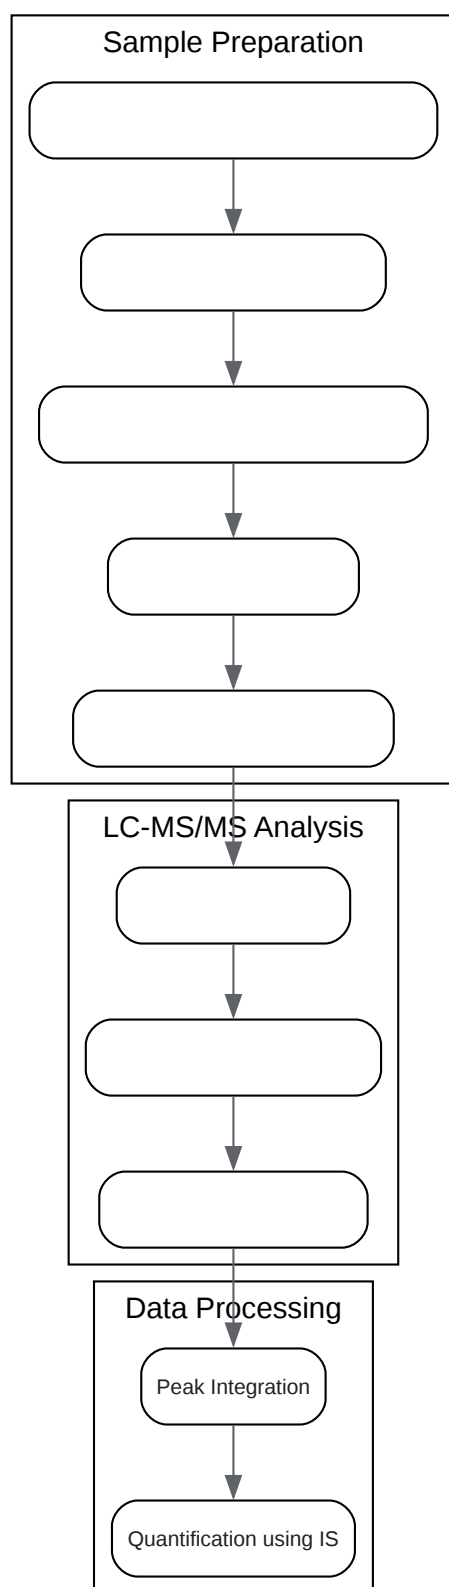 Sample Preparation
LC-MS/MS Analysis
Data Processing
Peak Integration
Quantification using IS